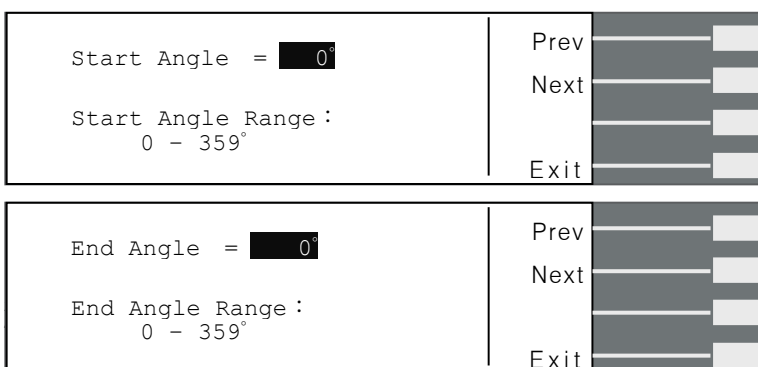 Start Angle = 0°
Start Angle Range:
0 – 359°
Prev
Next
Exit
End Angle = 0°
End Angle Range:
0 – 359°
Prev
Next
Exit